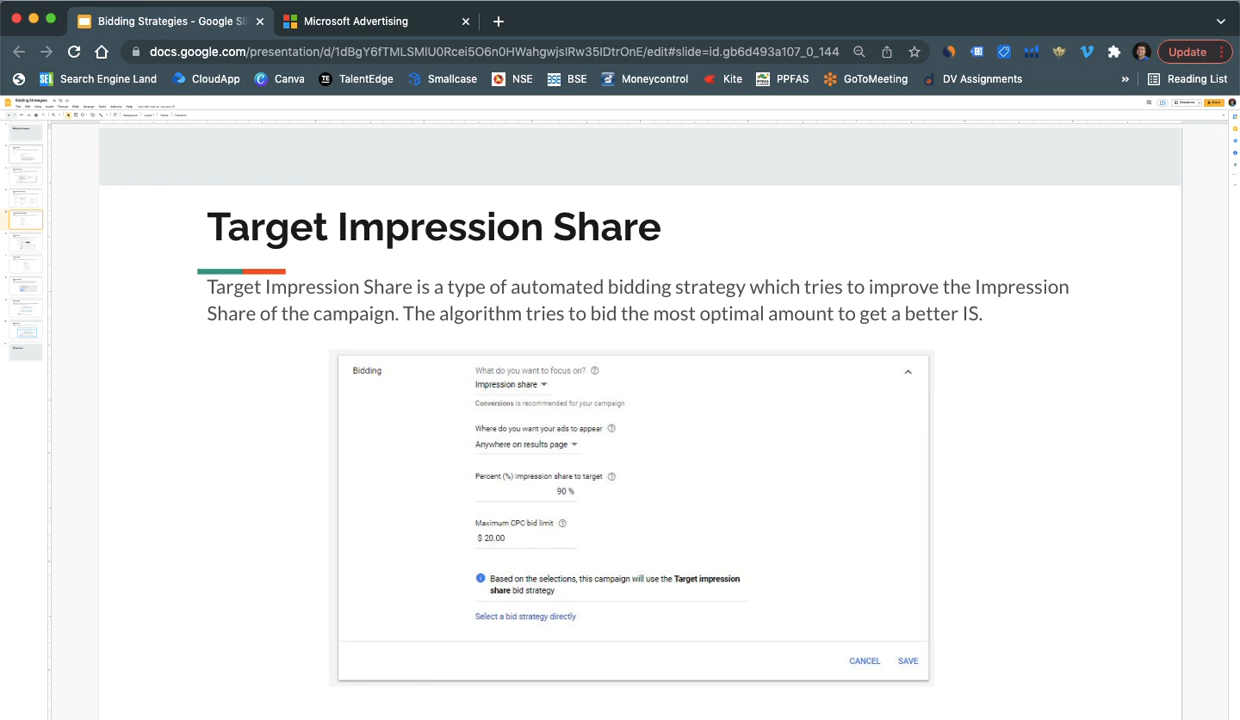 Bidding Strategies - Google Sl
Microsoft Advertising
docs.google.com/presentation/d/1dBgY6fTMLSMlU0Rcei5O6n0HWahgwjslRw35lDtrOnE/edit#slide=id.gb6d493a107_0_144
Update
Search Engine Land
CloudApp
Canva
TalentEdge
Smallcase
NSE
BSE
Moneycontrol
Kite
PPFAS
GoToMeeting
DV Assignments
»
Reading List
Bidding Strategies
Target Impression Share
Target Impression Share is a type of automated bidding strategy which tries to improve the Impression
Share of the campaign. The algorithm tries to bid the most optimal amount to get a better IS.
Bidding
What do you want to focus on?
Impression share
Conversions is recommended for your campaign
Where do you want your ads to appear
Anywhere on results page
Percent (%) impression share to target
90 %
Maximum CPC bid limit
$ 20.00
Based on the selections, this campaign will use the Target impression
share bid strategy
Select a bid strategy directly
CANCEL SAVE